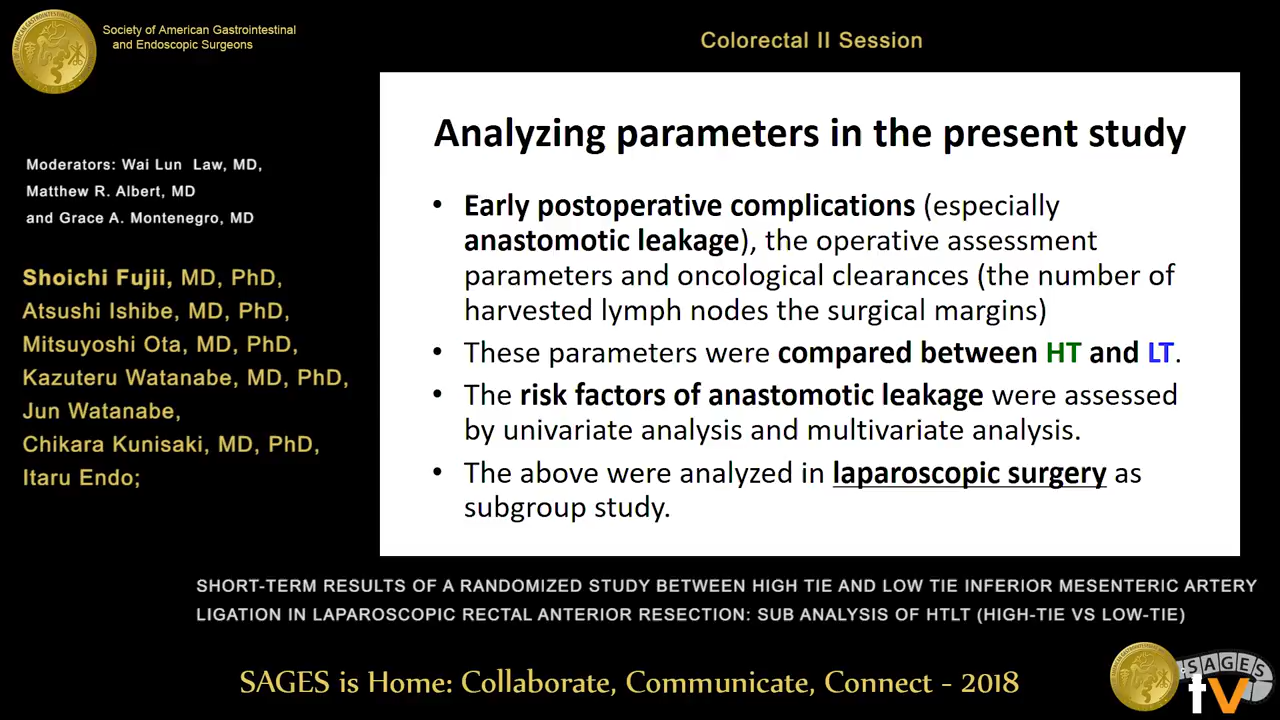 Society of American Gastrointestinal
and Endoscopic Surgeons
Colorectal II Session
Moderators: Wai Lun Law, MD,
Matthew R. Albert, MD
and Grace A. Montenegro, MD
Shoichi Fujii, MD, PhD,
Atsushi Ishibe, MD, PhD,
Mitsuyoshi Ota, MD, PhD,
Kazuteru Watanabe, MD, PhD,
Jun Watanabe,
Chikara Kunisaki, MD, PhD,
Itaru Endo;
Analyzing parameters in the present study
• Early postoperative complications (especially
anastomotic leakage), the operative assessment
parameters and oncological clearances (the number of
harvested lymph nodes the surgical margins)
• These parameters were compared between HT and LT.
• The risk factors of anastomotic leakage were assessed
by univariate analysis and multivariate analysis.
• The above were analyzed in laparoscopic surgery as
subgroup study.
SHORT-TERM RESULTS OF A RANDOMIZED STUDY BETWEEN HIGH TIE AND LOW TIE INFERIOR MESENTERIC ARTERY
LIGATION IN LAPAROSCOPIC RECTAL ANTERIOR RESECTION: SUB ANALYSIS OF HTLT (HIGH-TIE VS LOW-TIE)
SAGES is Home: Collaborate, Communicate, Connect - 2018
SAGES
tv